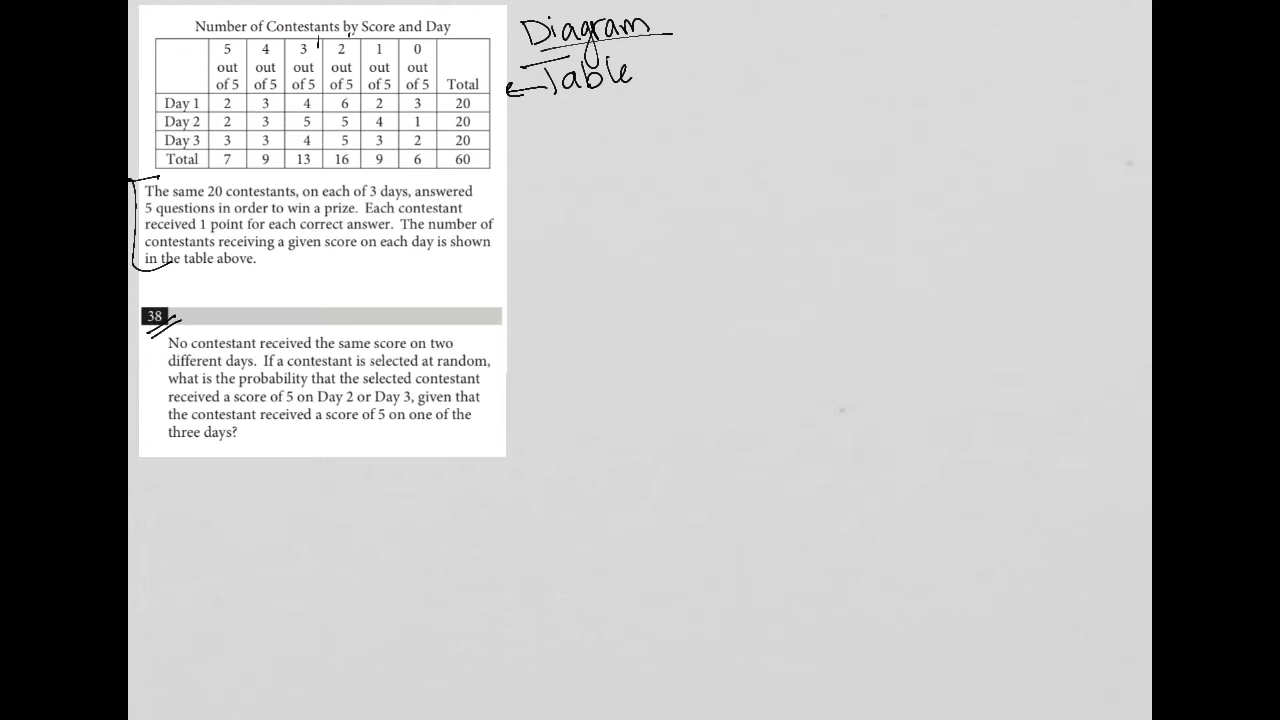 Number of Contestants by Score and Day
Diagram
5 4 3 2 1 0
out out out out out out
of 5 of 5 of 5 of 5 of 5 of 5 Total
Table
Day 1 2 3 4 6 2 3 20
Day 2 2 3 5 5 4 1 20
Day 3 3 3 4 5 3 2 20
Total 7 9 13 16 9 6 60
The same 20 contestants, on each of 3 days, answered
5 questions in order to win a prize. Each contestant
received 1 point for each correct answer. The number of
contestants receiving a given score on each day is shown
in the table above.
38
No contestant received the same score on two
different days. If a contestant is selected at random,
what is the probability that the selected contestant
received a score of 5 on Day 2 or Day 3, given that
the contestant received a score of 5 on one of the
three days?